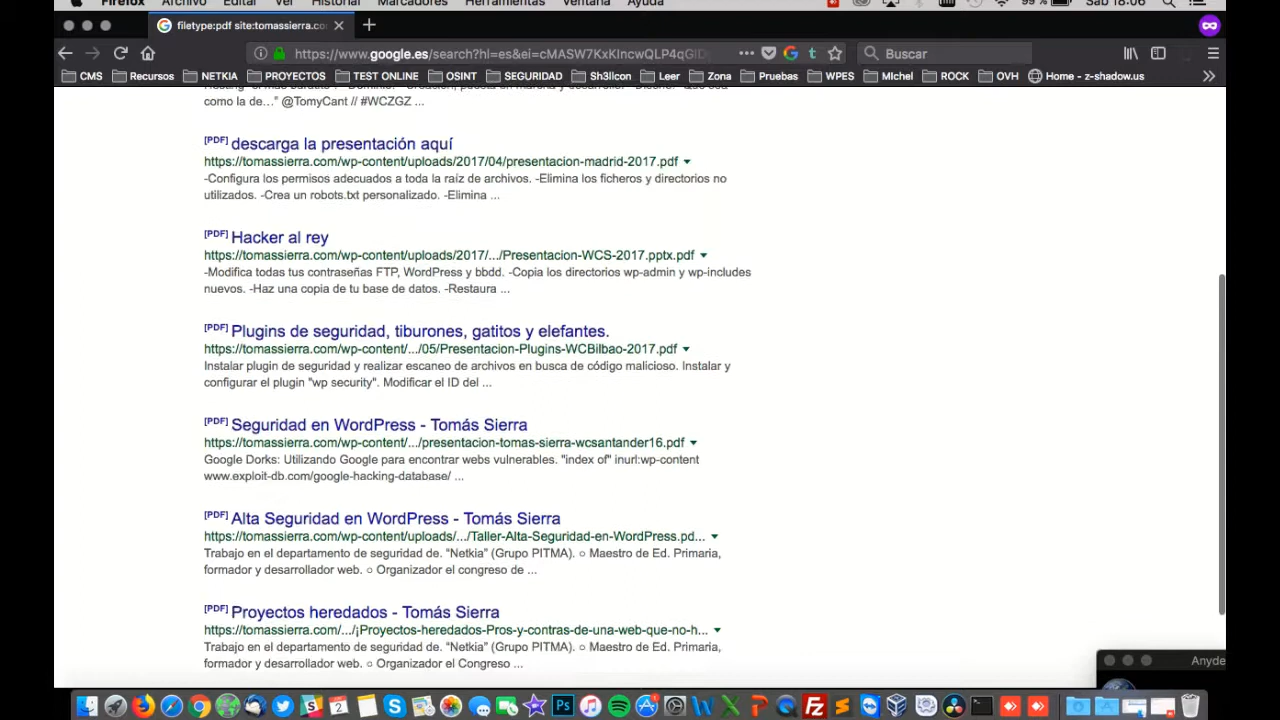 Firefox Archivo Editar Ver Historial Marcadores Herramientas Ventana Ayuda 99 % Sáb 18:06
filetype:pdf site:tomassierra.co
https://www.google.es/search?hl=es&ei=cMASW7KxKincwQLP4qGID
Buscar
CMS Recursos NETKIA PROYECTOS TEST ONLINE OSINT SEGURIDAD Sh3llcon Leer Zona Pruebas WPES Michel ROCK OVH Home - z-shadow.us
como la de…" @TomyCant // #WCZGZ ...
[PDF] descarga la presentación aquí
https://tomassierra.com/wp-content/uploads/2017/04/presentacion-madrid-2017.pdf
-Configura los permisos adecuados a toda la raíz de archivos. -Elimina los ficheros y directorios no
utilizados. -Crea un robots.txt personalizado. -Elimina ...
[PDF] Hacker al rey
https://tomassierra.com/wp-content/uploads/2017/.../Presentacion-WCS-2017.pptx.pdf
-Modifica todas tus contraseñas FTP, WordPress y bbdd. -Copia los directorios wp-admin y wp-includes
nuevos. -Haz una copia de tu base de datos. -Restaura ...
[PDF] Plugins de seguridad, tiburones, gatitos y elefantes.
https://tomassierra.com/wp-content/.../05/Presentacion-Plugins-WCBilbao-2017.pdf
Instalar plugin de seguridad y realizar escaneo de archivos en busca de código malicioso. Instalar y
configurar el plugin "wp security". Modificar el ID del ...
[PDF] Seguridad en WordPress - Tomás Sierra
https://tomassierra.com/wp-content/.../presentacion-tomas-sierra-wcsantander16.pdf
Google Dorks: Utilizando Google para encontrar webs vulnerables. "index of" inurl:wp-content
www.exploit-db.com/google-hacking-database/ ...
[PDF] Alta Seguridad en WordPress - Tomás Sierra
https://tomassierra.com/wp-content/uploads/.../Taller-Alta-Seguridad-en-WordPress.pd...
Trabajo en el departamento de seguridad de. "Netkia" (Grupo PITMA). ○ Maestro de Ed. Primaria,
formador y desarrollador web. ○ Organizador el congreso de ...
[PDF] Proyectos heredados - Tomás Sierra
https://tomassierra.com/.../¡Proyectos-heredados-Pros-y-contras-de-una-web-que-no-h...
Trabajo en el departamento de seguridad de. "Netkia" (Grupo PITMA). ○ Maestro de Ed. Primaria,
formador y desarrollador web. ○ Organizador el Congreso ...
Anyde